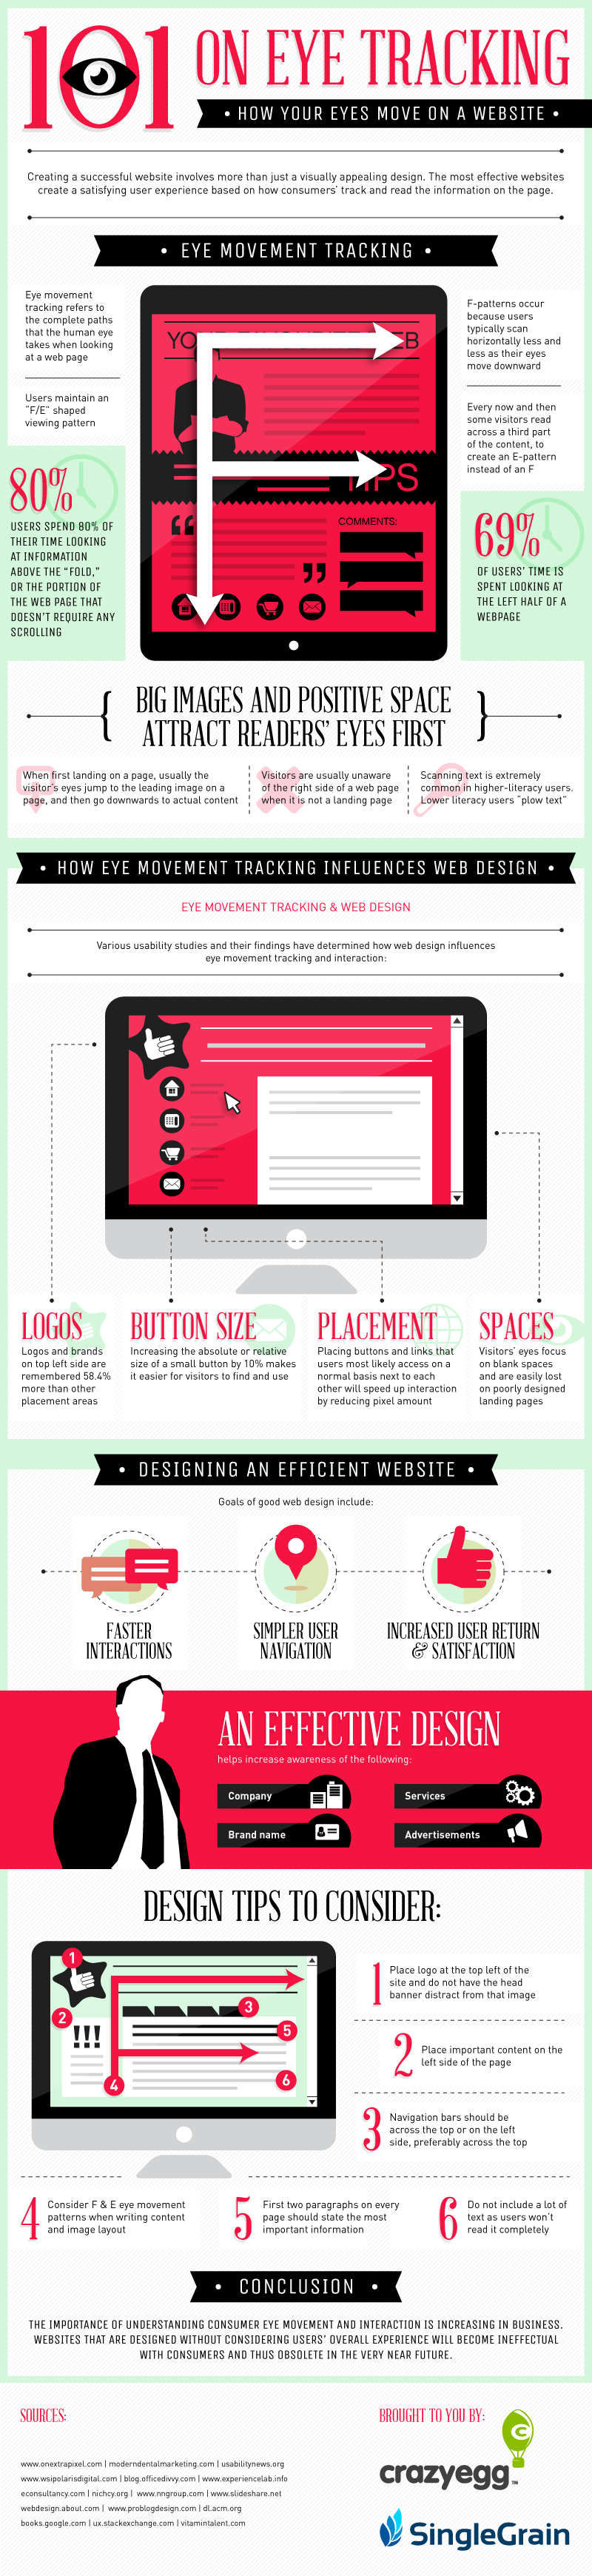 101 ON EYE TRACKING
• HOW YOUR EYES MOVE ON A WEBSITE •
Creating a successful website involves more than just a visually appealing design. The most effective websites
create a satisfying user experience based on how consumers' track and read the information on the page.
• EYE MOVEMENT TRACKING •
Eye movement
tracking refers to
the complete paths
that the human eye
takes when looking
at a web page
Users maintain an
"F/E" shaped
viewing pattern
80%
USERS SPEND 80% OF
THEIR TIME LOOKING
AT INFORMATION
ABOVE THE "FOLD,"
OR THE PORTION OF
THE WEB PAGE THAT
DOESN'T REQUIRE ANY
SCROLLING
COMMENTS:
F-patterns occur
because users
typically scan
horizontally less and
less as their eyes
move downward
Every now and then
some visitors read
across a third part
of the content, to
create an E-pattern
instead of an F
69%
OF USERS' TIME IS
SPENT LOOKING AT
THE LEFT HALF OF A
WEBPAGE
BIG IMAGES AND POSITIVE SPACE
ATTRACT READERS' EYES FIRST
When first landing on a page, usually the
visitor's eyes jump to the leading image on a
page, and then go downwards to actual content
Visitors are usually unaware
of the right side of a web page
when it is not a landing page
Scanning text is extremely
common in higher-literacy users.
Lower literacy users "plow text"
• HOW EYE MOVEMENT TRACKING INFLUENCES WEB DESIGN •
EYE MOVEMENT TRACKING & WEB DESIGN
Various usability studies and their findings have determined how web design influences
eye movement tracking and interaction:
LOGOS
Logos and brands
on top left side are
remembered 58.4%
more than other
placement areas
BUTTON SIZE
Increasing the absolute or relative
size of a small button by 10% makes
it easier for visitors to find and use
PLACEMENT
Placing buttons and links that
users most likely access on a
normal basis next to each
other will speed up interaction
by reducing pixel amount
SPACES
Visitors' eyes focus
on blank spaces
and are easily lost
on poorly designed
landing pages
• DESIGNING AN EFFICIENT WEBSITE •
Goals of good web design include:
FASTER
INTERACTIONS
SIMPLER USER
NAVIGATION
INCREASED USER RETURN
& SATISFACTION
AN EFFECTIVE DESIGN
helps increase awareness of the following:
Company
Services
Brand name
Advertisements
DESIGN TIPS TO CONSIDER:
1
2
!!!
3
5
4
6
1 Place logo at the top left of the
site and do not have the head
banner distract from that image
2 Place important content on the
left side of the page
3 Navigation bars should be
across the top or on the left
side, preferably across the top
4 Consider F & E eye movement
patterns when writing content
and image layout
5 First two paragraphs on every
page should state the most
important information
6 Do not include a lot of
text as users won't
read it completely
• CONCLUSION •
THE IMPORTANCE OF UNDERSTANDING CONSUMER EYE MOVEMENT AND INTERACTION IS INCREASING IN BUSINESS.
WEBSITES THAT ARE DESIGNED WITHOUT CONSIDERING USERS' OVERALL EXPERIENCE WILL BECOME INEFFECTUAL
WITH CONSUMERS AND THUS OBSOLETE IN THE VERY NEAR FUTURE.
SOURCES:
www.onextrapixel.com | moderndentalmarketing.com | usabilitynews.org
www.wsipolarisdigital.com | blog.officedivvy.com | www.experiencelab.info
econsultancy.com | nichcy.org | www.nngroup.com | www.slideshare.net
webdesign.about.com | www.problogdesign.com | dl.acm.org
books.google.com | ux.stackexchange.com | vitamintalent.com
BROUGHT TO YOU BY:
crazyegg™
SingleGrain